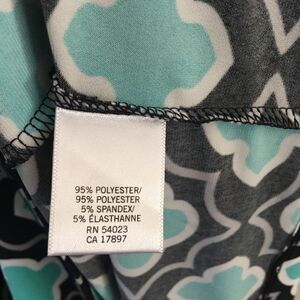 95% POLYESTER/
95% POLYESTER
5% SPANDEX/
5% ÉLASTHANNE
RN 54023
CA 17897